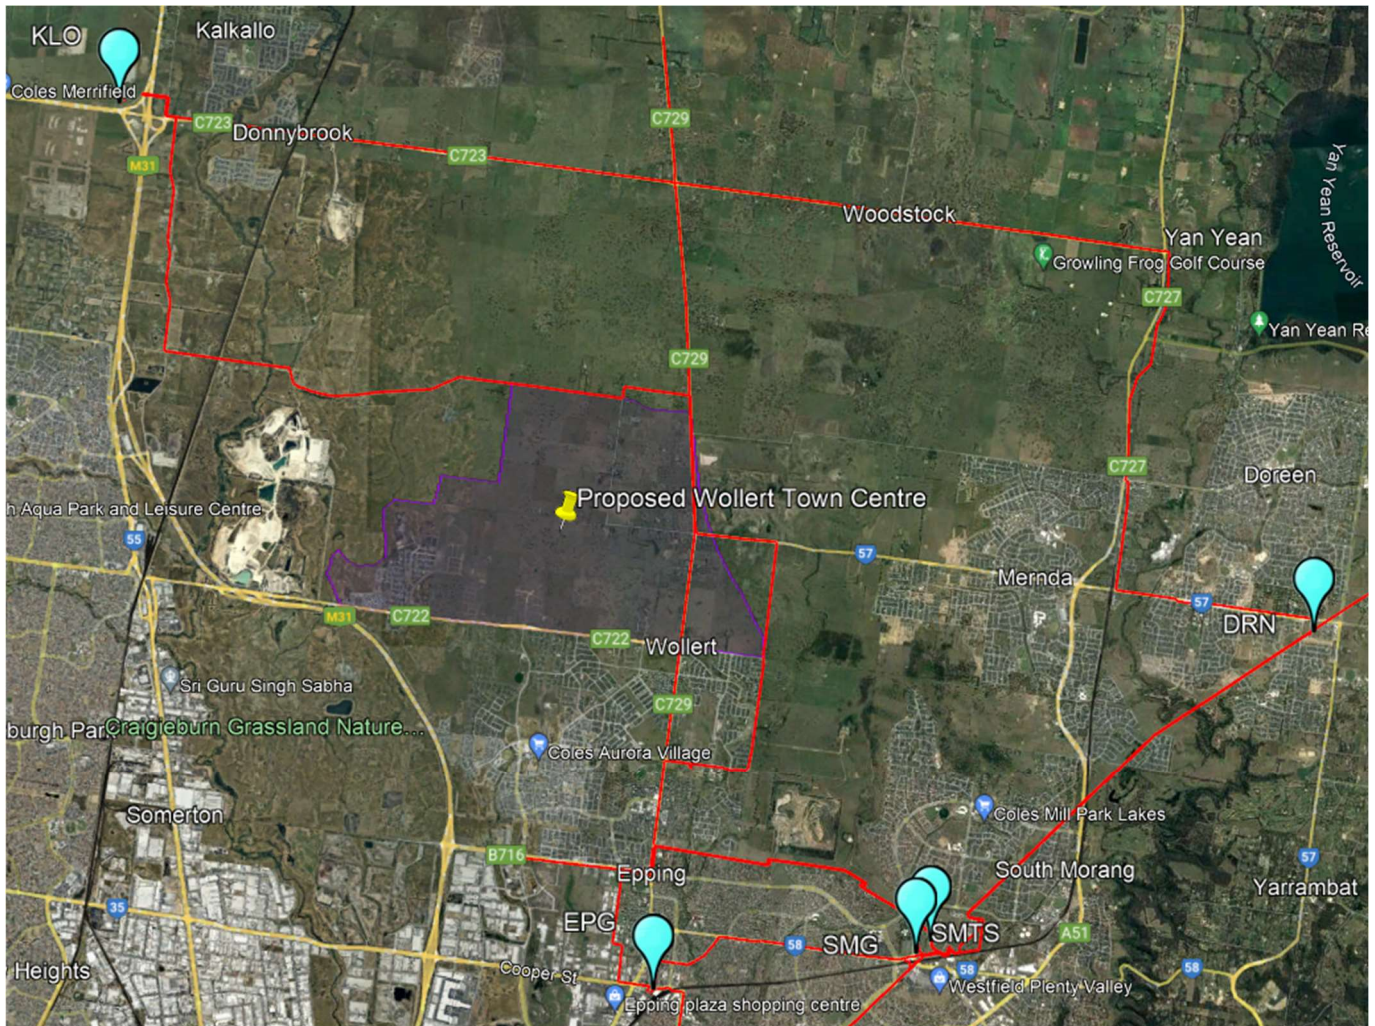 KLO
Kalkallo
Coles Merrifield
C723
Donnybrook
C729
C723
M31
Woodstock
Yan Yean
Growling Frog Golf Course
Yan Yean Reservoir
C727
Yan Yean Re
C729
C727
Doreen
Proposed Wollert Town Centre
h Aqua Park and Leisure Centre
55
57
Mernda
57
DRN
M31
C722
C722
Wollert
Sri Guru Singh Sabha
C729
burgh Par
Craigieburn Grassland Nature...
Coles Aurora Village
Somerton
Coles Mill Park Lakes
B716
Epping
South Morang
57
Yarrambat
35
EPG
58
SMG
SMTS
A51
Heights
Cooper St
58
58
Westfield Plenty Valley
Epping plaza shopping centre